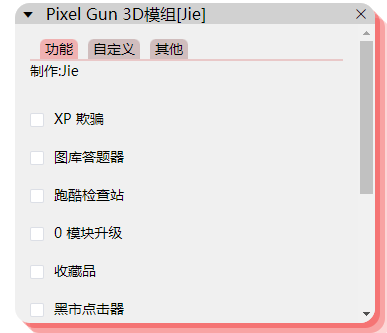 Pixel Gun 3D模组[Jie]
功能 自定义 其他
制作:Jie
XP 欺骗
图库答题器
跑酷检查站
0 模块升级
收藏品
黑市点击器